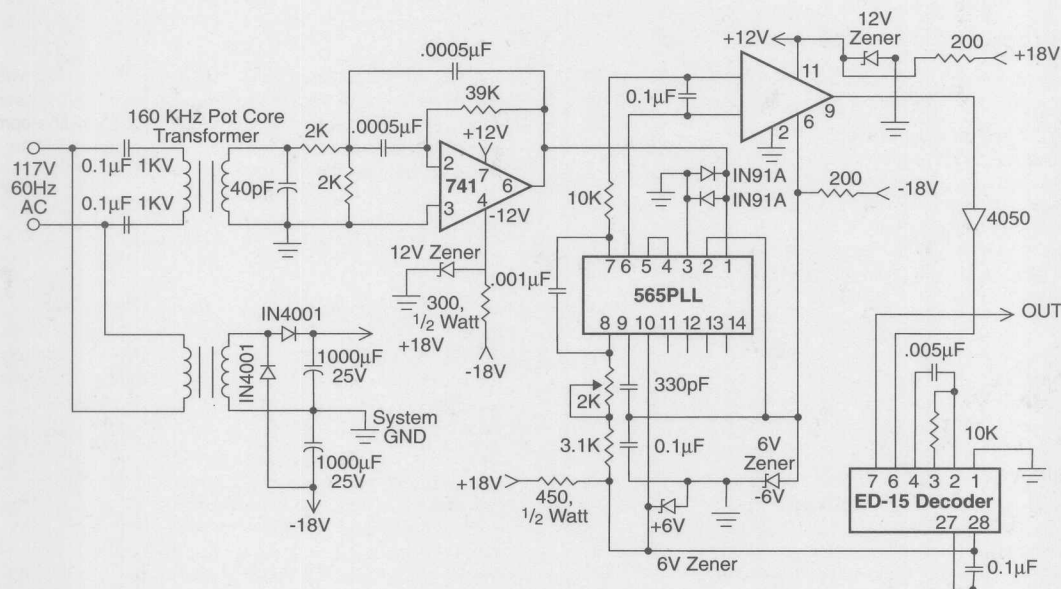 12V
Zener
200
+12V
+18V
11
.0005µF
39K
0.1µF
9
2
6
160 KHz Pot Core
Transformer
2K
.0005µF
+12V
117V
60Hz
AC
0.1µF 1KV
0.1µF 1KV
40pF
2K
2
7
741
6
3
4
-12V
IN91A
IN91A
10K
200
-18V
4050
12V Zener
300,
1/2 Watt
+18V
-18V
.001µF
7 6 5 4 3 2 1
565PLL
8 9 10 11 12 13 14
OUT
IN4001
IN4001
1000µF
25V
System
GND
1000µF
25V
-18V
2K
330pF
3.1K
0.1µF
6V
Zener
-6V
+18V
450,
1/2 Watt
+6V
6V Zener
.005µF
10K
7 6 4 3 2 1
ED-15 Decoder
27 28
0.1µF